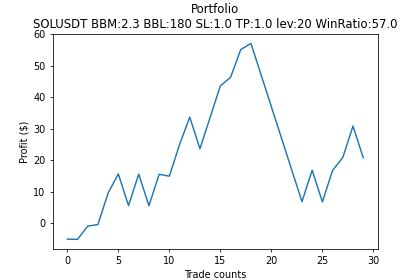 Portfolio
SOLUSDT BBM:2.3 BBL:180 SL:1.0 TP:1.0 lev:20 WinRatio:57.0
60
50
40
30
20
10
0
Profit ($)
0 5 10 15 20 25 30
Trade counts